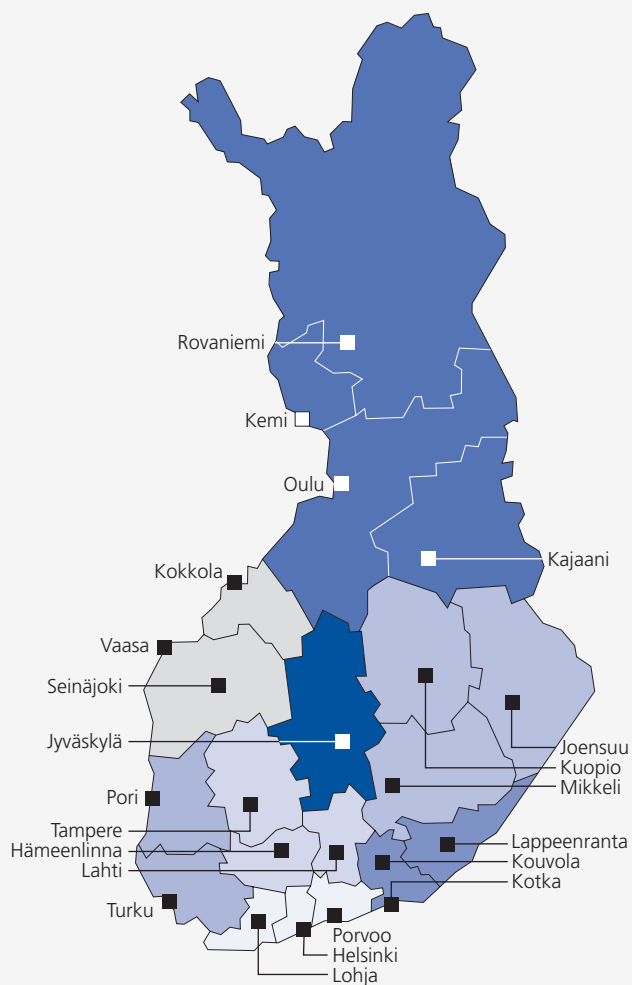 Rovaniemi
Kemi
Oulu
Kajaani
Kokkola
Vaasa
Seinäjoki
Jyväskylä
Joensuu
Kuopio
Mikkeli
Pori
Tampere
Hämeenlinna
Lahti
Lappeenranta
Kouvola
Kotka
Turku
Porvoo
Helsinki
Lohja